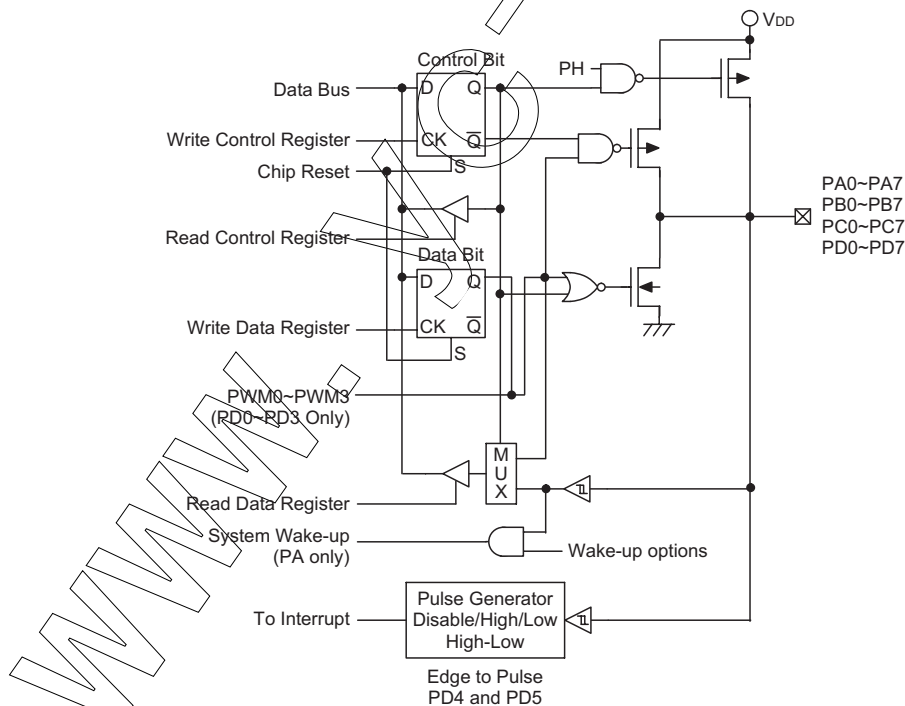 VDD
Control Bit
PH
Data Bus
D
Q
Write Control Register
CK
Q
Chip Reset
S
PA0~PA7
PB0~PB7
PC0~PC7
PD0~PD7
Read Control Register
Data Bit
D
Q
Write Data Register
CK
Q
S
PWM0~PWM3
(PD0~PD3 Only)
M
U
X
Read Data Register
System Wake-up
(PA only)
Wake-up options
To Interrupt
Pulse Generator
Disable/High/Low
High-Low
Edge to Pulse
PD4 and PD5
www.